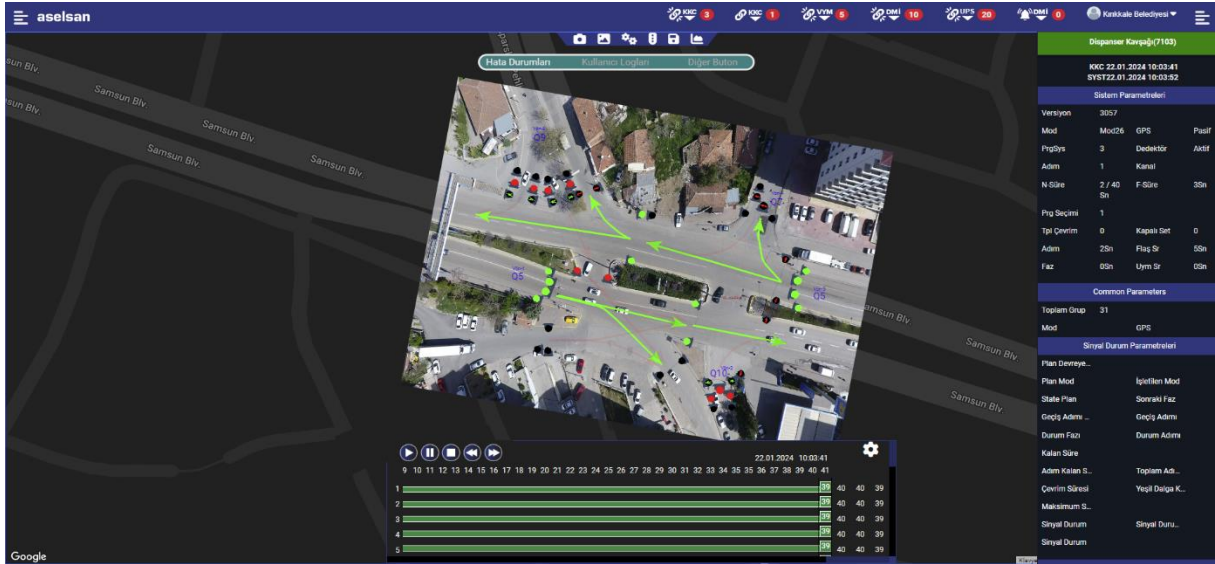 aselsan
KKC 3
KKC 1
VYM 5
DMİ 10
UPS 20
DMİ 0
Kırıkkale Belediyesi
Hata Durumları
Kullanıcı Logları
Diğer Buton
Samsun Blv
Samsun Blv
Samsun Blv
Samsun Blv
Samsun Blv
Samsun Blv
Samsun Blv
Q9
Q5
Q5
Q10
22.01.2024 10:03:41
9 10 11 12 13 14 15 16 17 18 19 20 21 22 23 24 25 26 27 28 29 30 31 32 33 34 35 36 37 38 39 40 41
1 39 40 40 39
2 39 40 40 39
3 39 40 40 39
4 39 40 40 39
5 39 40 40 39
Google
Dispanser Kavşağı(7103)
KKC 22.01.2024 10:03:41
SYST22.01.2024 10:03:52
Sistem Parametreleri
Versiyon 3057
Mod Mod26 GPS Pasif
PrgSys 3 Dedektör Aktif
Adım 1 Kanal
N-Süre 2 / 40 Sn F-Süre 3Sn
Prg Seçimi 1
Tpl Çevrim 0 Kapalı Set 0
Adım 2Sn Flaş Sr 5Sn
Faz 0Sn Uym Sr 0Sn
Common Parameters
Toplam Grup 31
Mod GPS
Sinyal Durum Parametreleri
Plan Devreye...
Plan Mod İşletilen Mod
State Plan Sonraki Faz
Geçiş Adımı ... Geçiş Adımı
Durum Fazı Durum Adımı
Kalan Süre
Adım Kalan S... Toplam Adı...
Çevrim Süresi Yeşil Dalga K...
Maksimum S...
Sinyal Durum Sinyal Duru...
Sinyal Durum